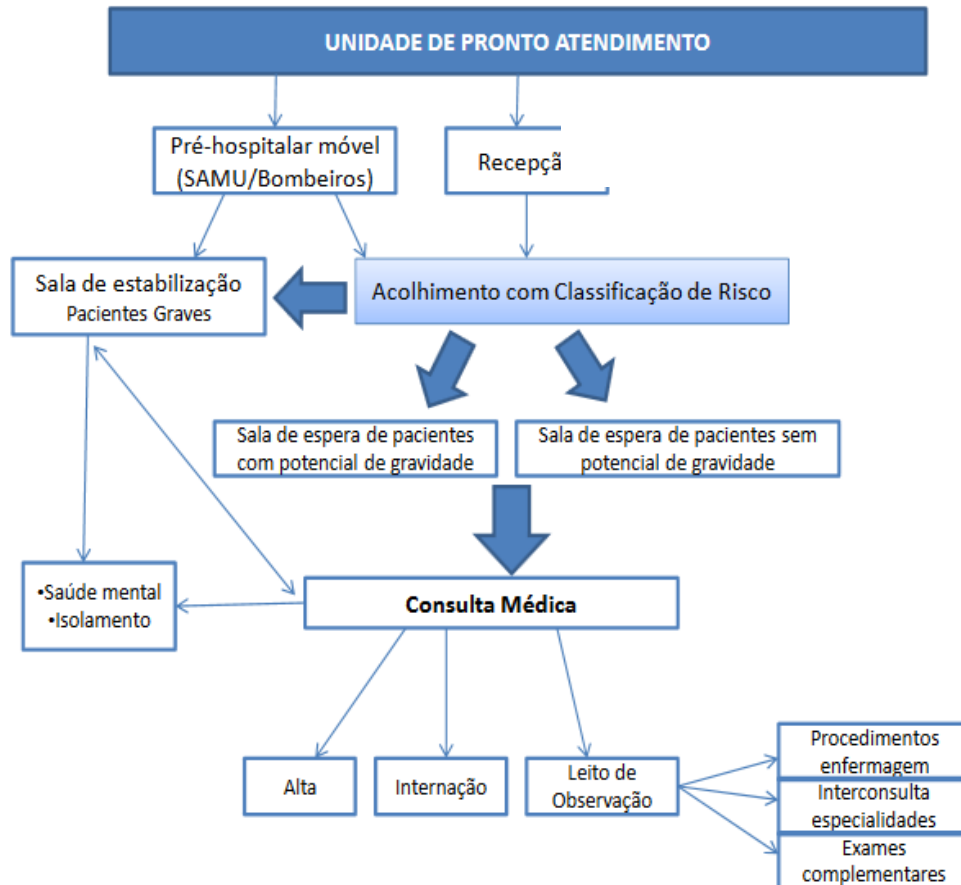 UNIDADE DE PRONTO ATENDIMENTO
Pré-hospitalar móvel
(SAMU/Bombeiros)
Recepçã
Sala de estabilização
Pacientes Graves
Acolhimento com Classificação de Risco
Sala de espera de pacientes
com potencial de gravidade
Sala de espera de pacientes sem
potencial de gravidade
•Saúde mental
•Isolamento
Consulta Médica
Alta
Internação
Leito de
Observação
Procedimentos
enfermagem
Interconsulta
especialidades
Exames
complementares